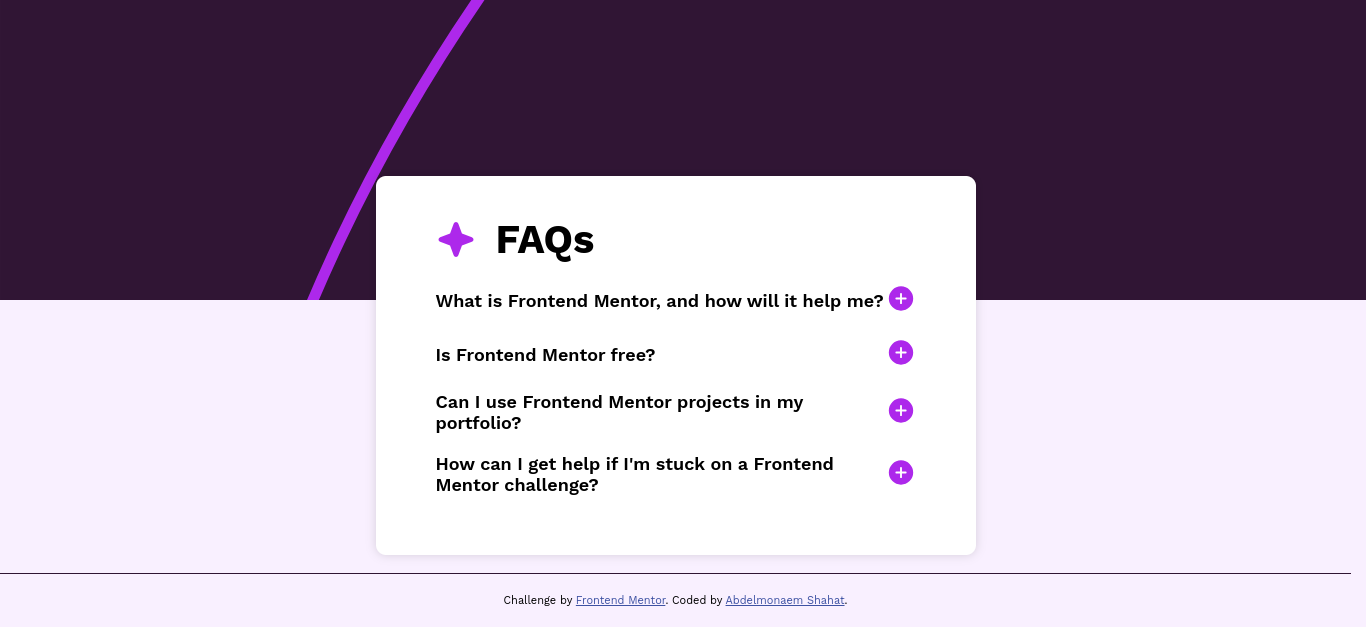 FAQs
What is Frontend Mentor, and how will it help me?
Is Frontend Mentor free?
Can I use Frontend Mentor projects in my
portfolio?
How can I get help if I'm stuck on a Frontend
Mentor challenge?
Challenge by Frontend Mentor. Coded by Abdelmonaem Shahat.